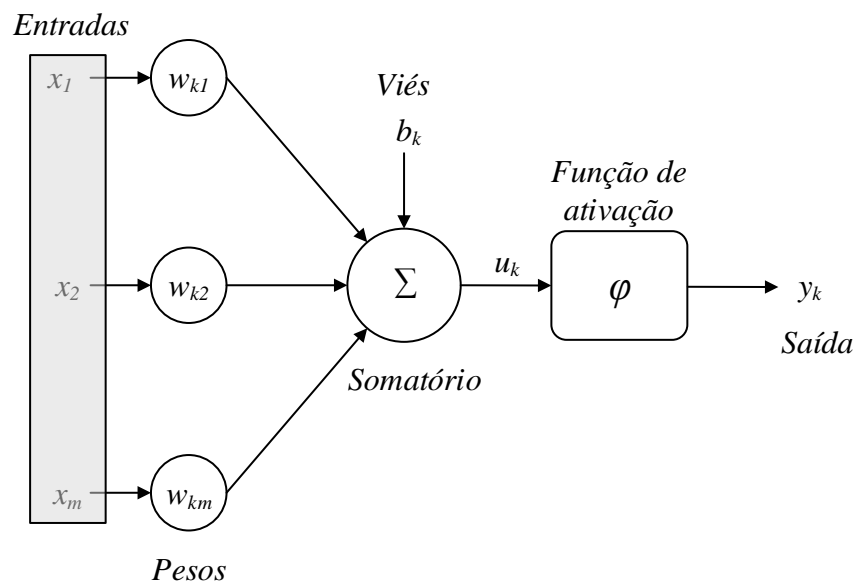 Entradas
x1
wk1
Viés
bk
Função de
ativação
x2
wk2
Σ
uk
φ
yk
Saída
Somatório
xm
wkm
Pesos